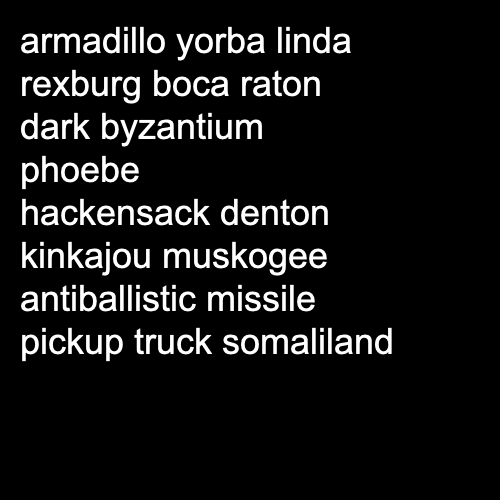 armadillo yorba linda
rexburg boca raton
dark byzantium
phoebe
hackensack denton
kinkajou muskogee
antiballistic missile
pickup truck somaliland